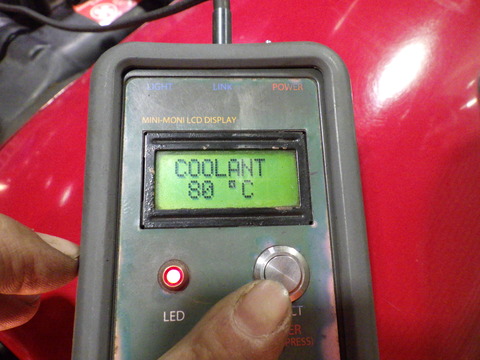 LIGHT LINK POWER
MINI-MONI LCD DISPLAY
COOLANT
80 °C
LED